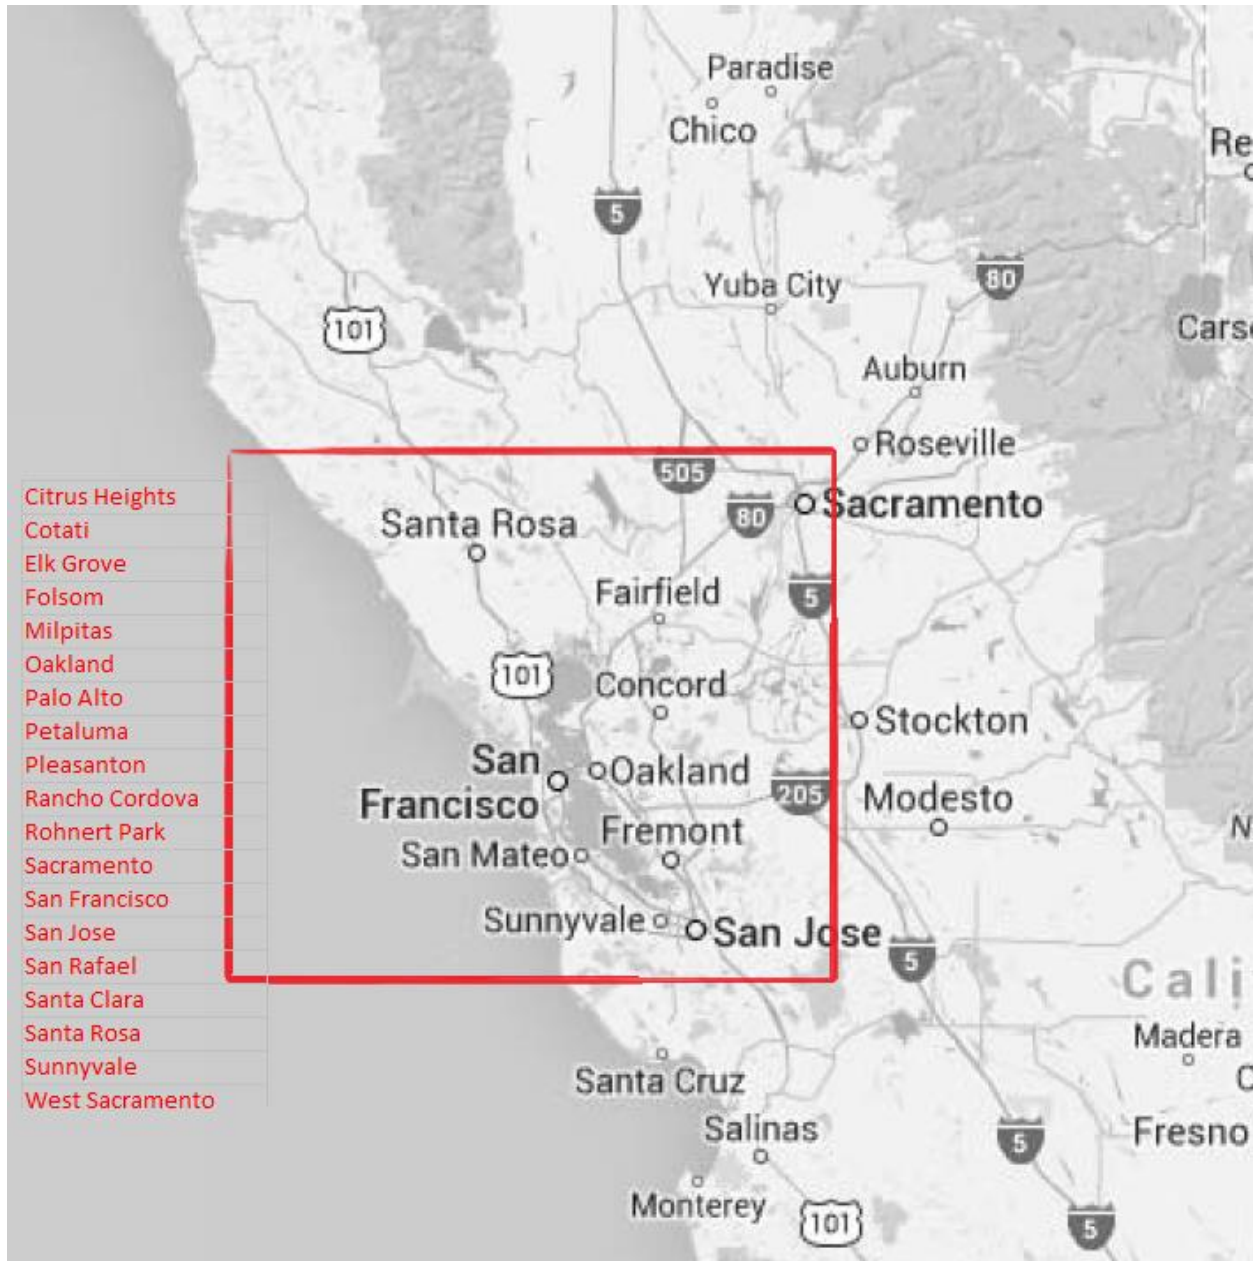 Paradise
Chico
Re
5
80
Yuba City
101
Carso
Auburn
Roseville
505
Citrus Heights
Cotati
Elk Grove
Folsom
Milpitas
Oakland
Palo Alto
Petaluma
Pleasanton
Rancho Cordova
Rohnert Park
Sacramento
San Francisco
San Jose
San Rafael
Santa Clara
Santa Rosa
Sunnyvale
West Sacramento
80
Sacramento
Santa Rosa
Fairfield
5
101
Concord
Stockton
San
Francisco
Oakland
205
Modesto
Fremont
N
San Mateo
Sunnyvale
San Jose
5
Cali
Madera
Santa Cruz
C
Salinas
5
Fresno
Monterey
101
5